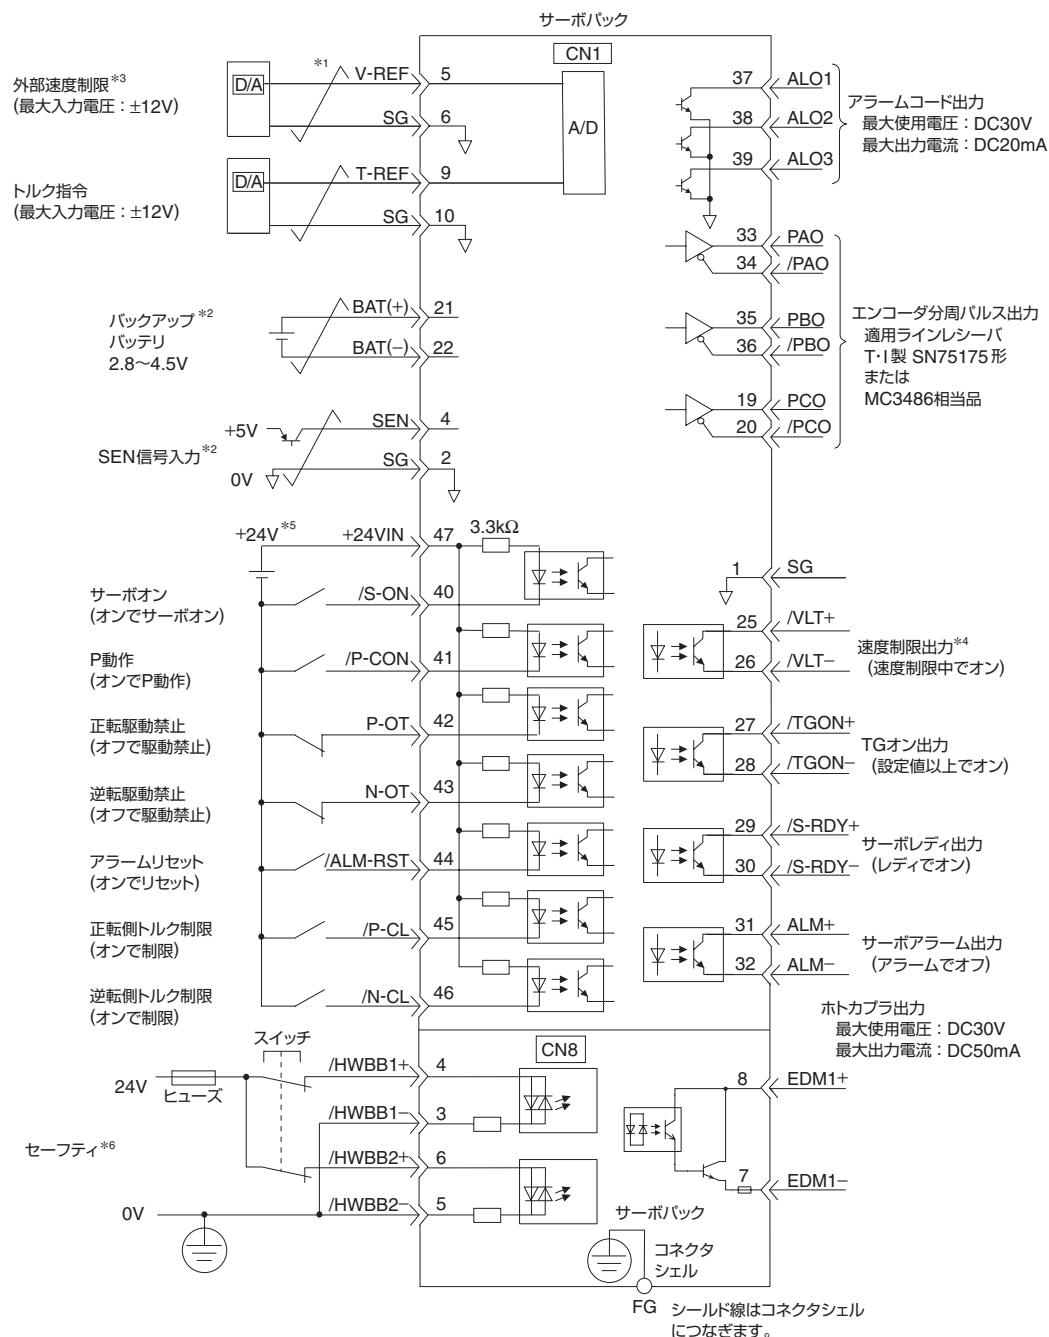 サーボパック
CN1
外部速度制限*3
(最大入力電圧：±12V)
D/A
*1
V-REF
5
SG
6
A/D
トルク指令
(最大入力電圧：±12V)
D/A
T-REF
9
SG
10
37
ALO1
38
ALO2
39
ALO3
アラームコード出力
最大使用電圧：DC30V
最大出力電流：DC20mA
バックアップ*2
バッテリ
2.8〜4.5V
BAT(+)
21
BAT(−)
22
33
PAO
34
/PAO
35
PBO
36
/PBO
19
PCO
20
/PCO
エンコーダ分周パルス出力
適用ラインレシーバ
T・I製 SN75175形
または
MC3486相当品
+5V
SEN信号入力*2
0V
SEN
4
SG
2
+24V*5
+24VIN
47
3.3kΩ
サーボオン
(オンでサーボオン)
/S-ON
40
P動作
(オンでP動作)
/P-CON
41
正転駆動禁止
(オフで駆動禁止)
P-OT
42
逆転駆動禁止
(オフで駆動禁止)
N-OT
43
アラームリセット
(オンでリセット)
/ALM-RST
44
正転側トルク制限
(オンで制限)
/P-CL
45
逆転側トルク制限
(オンで制限)
/N-CL
46
1
SG
25
/VLT+
26
/VLT−
速度制限出力*4
(速度制限中でオン)
27
/TGON+
28
/TGON−
TGオン出力
(設定値以上でオン)
29
/S-RDY+
30
/S-RDY−
サーボレディ出力
(レディでオン)
31
ALM+
32
ALM−
サーボアラーム出力
(アラームでオフ)
ホトカプラ出力
最大使用電圧：DC30V
最大出力電流：DC50mA
CN8
スイッチ
24V
ヒューズ
/HWBB1+
4
/HWBB1−
3
セーフティ*6
/HWBB2+
6
0V
/HWBB2−
5
8
EDM1+
7
EDM1−
サーボパック
コネクタ
シェル
FG
シールド線はコネクタシェル
につなぎます。